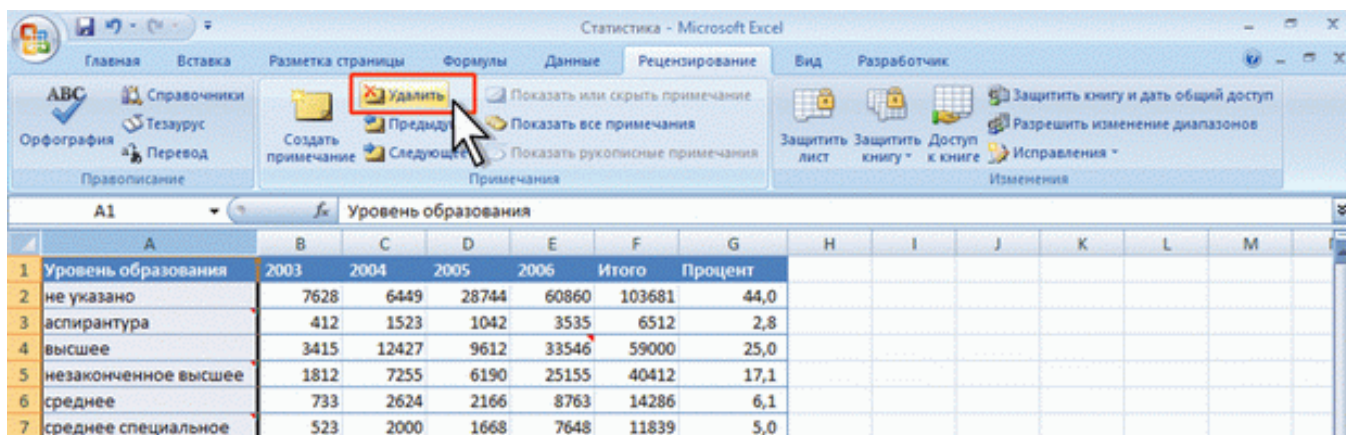 Статистика - Microsoft Excel
Главная Вставка Разметка страницы Формулы Данные Рецензирование Вид Разработчик
ABC
Орфография
Справочники
Тезаурус
Перевод
Правописание
Создать
примечание
Удалить
Следующее
Показать или скрыть примечание
Показать все примечания
Показать рукописные примечания
Примечания
Защитить
лист
Защитить
книгу
Доступ
к книге
Защитить книгу и дать общий доступ
Разрешить изменение диапазонов
Исправления
Изменения
A1 fx Уровень образования
A B C D E F G H I J K L M
1 Уровень образования 2003 2004 2005 2006 Итого Процент
2 не указано 7628 6449 28744 60860 103681 44,0
3 аспирантура 412 1523 1042 3535 6512 2,8
4 высшее 3415 12427 9612 33546 59000 25,0
5 незаконченное высшее 1812 7255 6190 25155 40412 17,1
6 среднее 733 2624 2166 8763 14286 6,1
7 среднее специальное 523 2000 1668 7648 11839 5,0